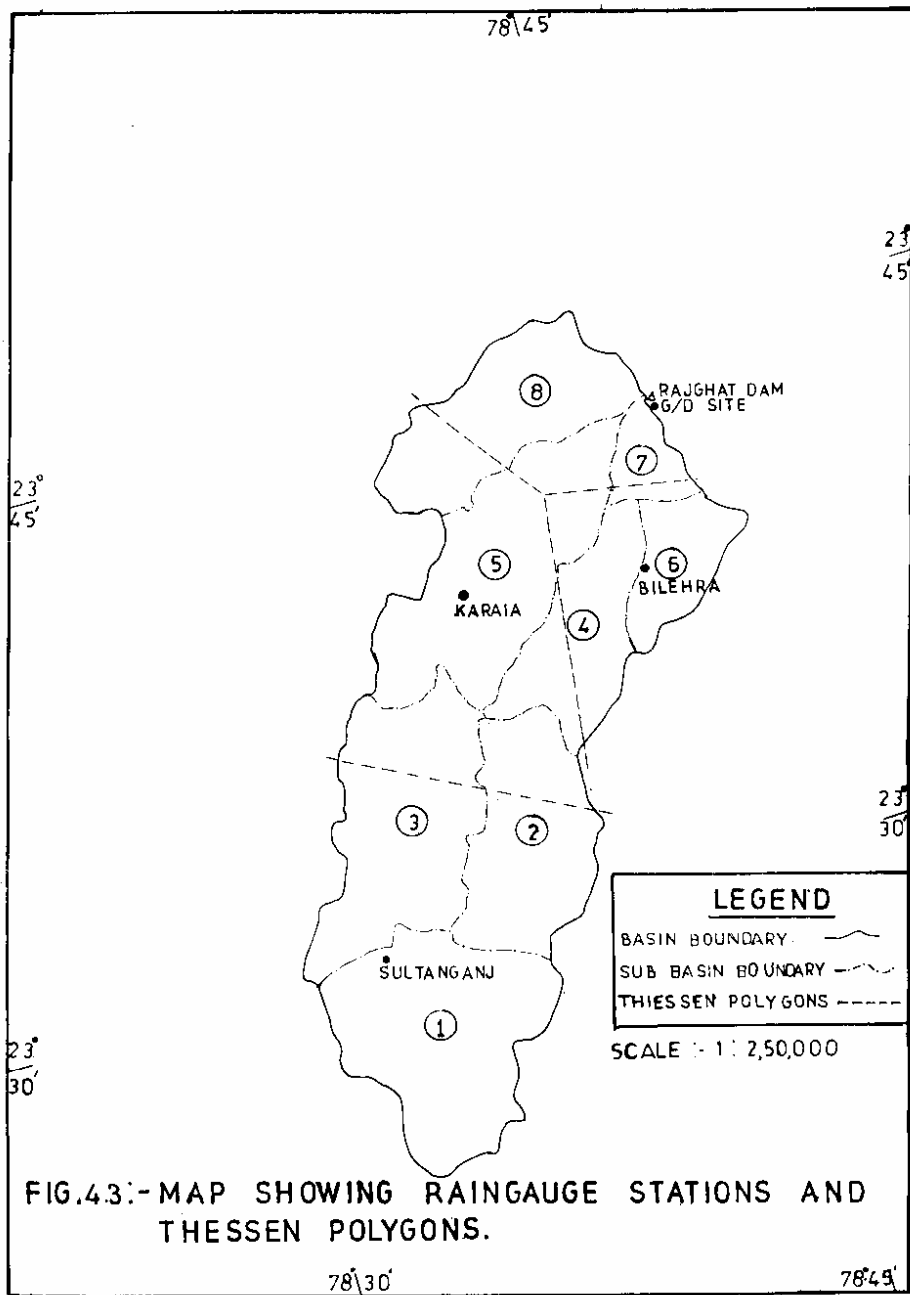 78°45'
23°
45'
8
RAJGHAT DAM
G/D SITE
7
23°
45'
5
6
BILEHRA
KARAIA
4
23°
30'
3
2
LEGEND
BASIN BOUNDARY
SUB BASIN BOUNDARY
THIESSEN POLYGONS
SULTANGANJ
1
SCALE :- 1: 2,50,000
23°
30'
FIG.4.3:- MAP SHOWING RAINGAUGE STATIONS AND
THESSEN POLYGONS.
78°30'
78°45'